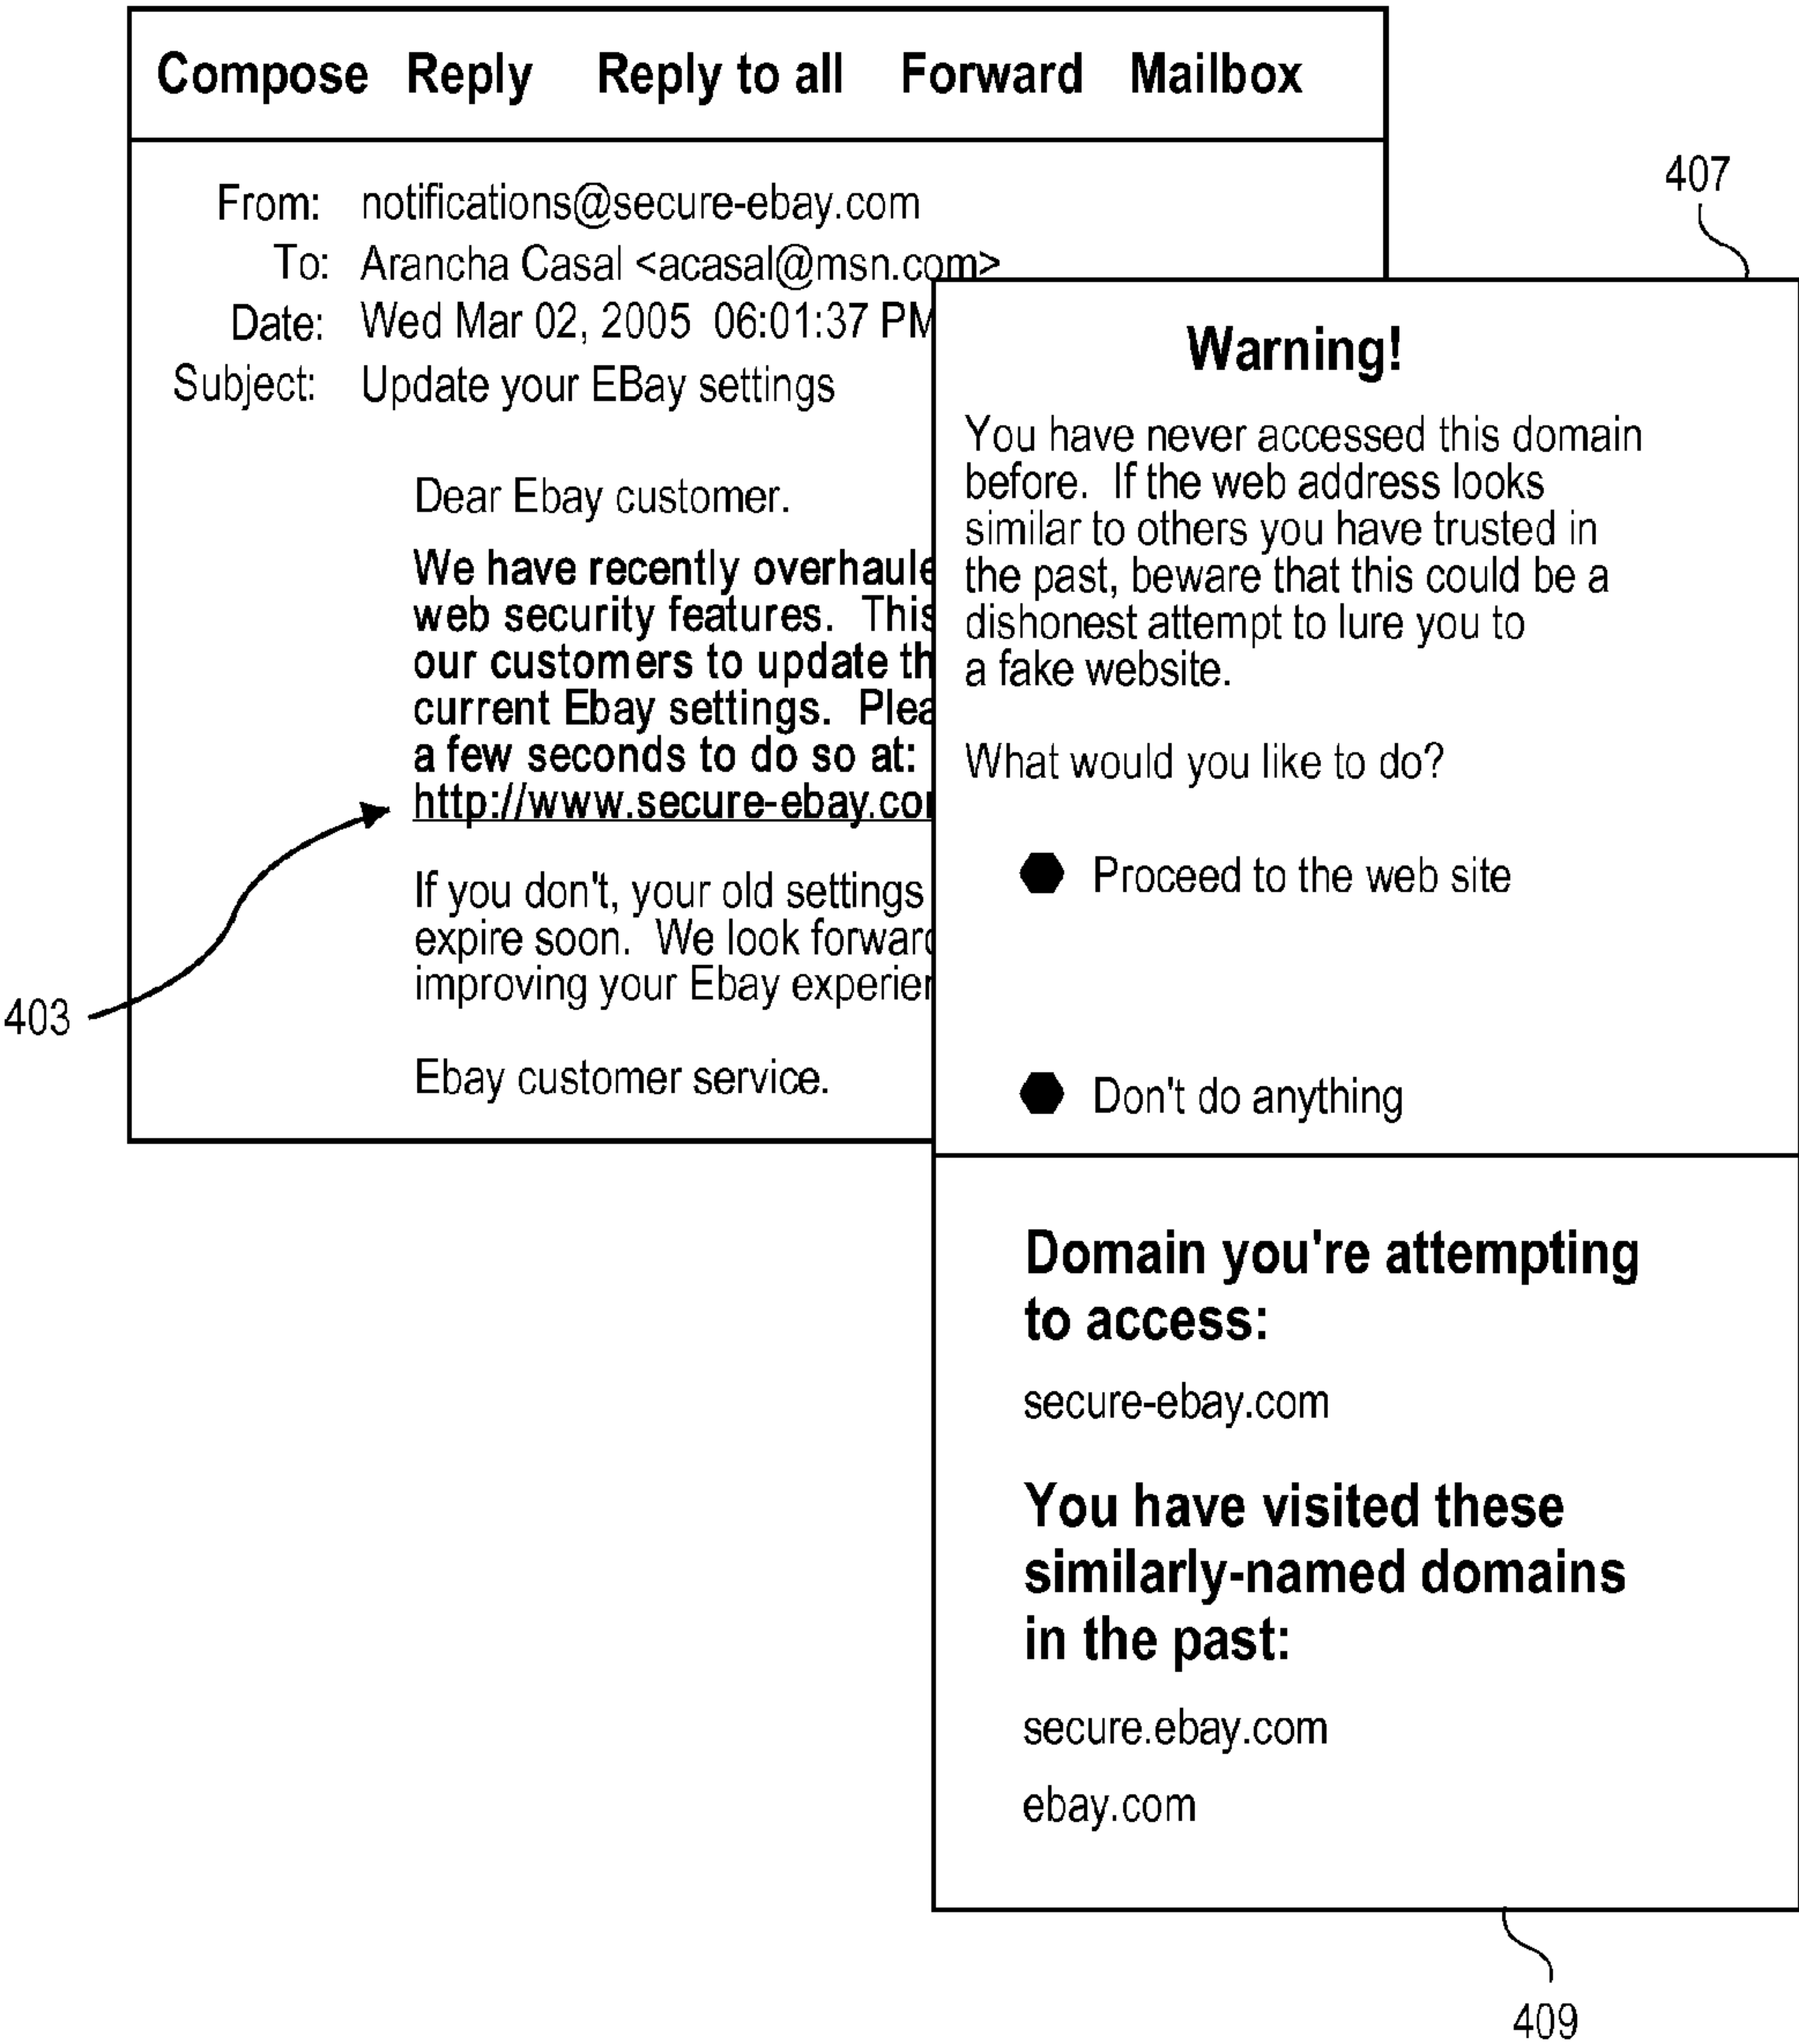 Compose Reply Reply to all Forward Mailbox
From: notifications@secure-ebay.com
To: Arancha Casal <acasal@msn.com>
Date: Wed Mar 02, 2005 06:01:37 PM
Subject: Update your EBay settings
Dear Ebay customer.
We have recently overhaule
web security features. This
our customers to update th
current Ebay settings. Plea
a few seconds to do so at:
http://www.secure-ebay.co
If you don't, your old settings
expire soon. We look forward
improving your Ebay experien
Ebay customer service.
403
407
Warning!
You have never accessed this domain
before. If the web address looks
similar to others you have trusted in
the past, beware that this could be a
dishonest attempt to lure you to
a fake website.
What would you like to do?
Proceed to the web site
Don't do anything
Domain you're attempting
to access:
secure-ebay.com
You have visited these
similarly-named domains
in the past:
secure.ebay.com
ebay.com
409